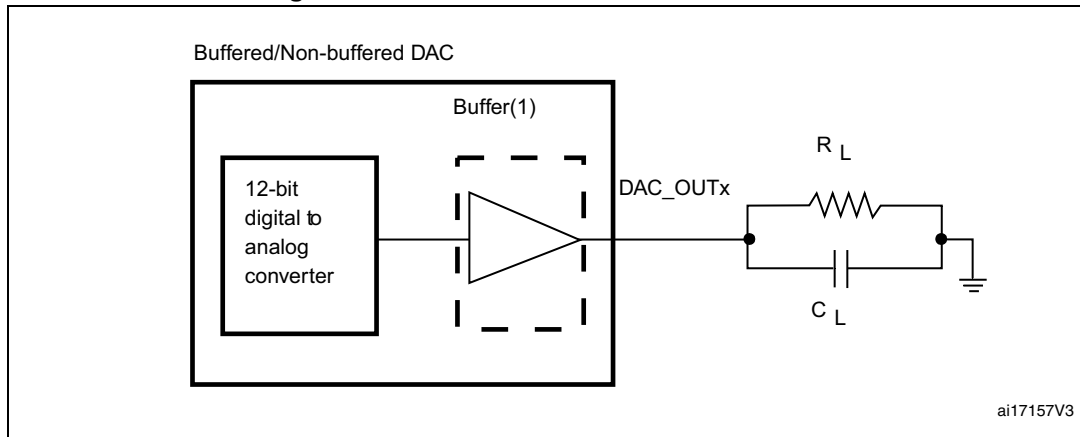 Buffered/Non-buffered DAC
Buffer(1)
12-bit
digital to
analog
converter
DAC_OUTx
R L
C L
ai17157V3